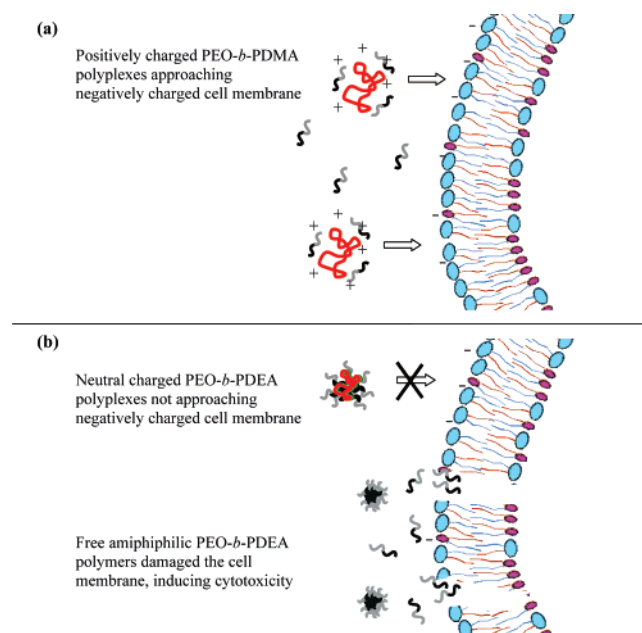 (a)
Positively charged PEO-b-PDMA
polyplexes approaching
negatively charged cell membrane
(b)
Neutral charged PEO-b-PDEA
polyplexes not approaching
negatively charged cell membrane
Free amiphiphilic PEO-b-PDEA
polymers damaged the cell
membrane, inducing cytotoxicity